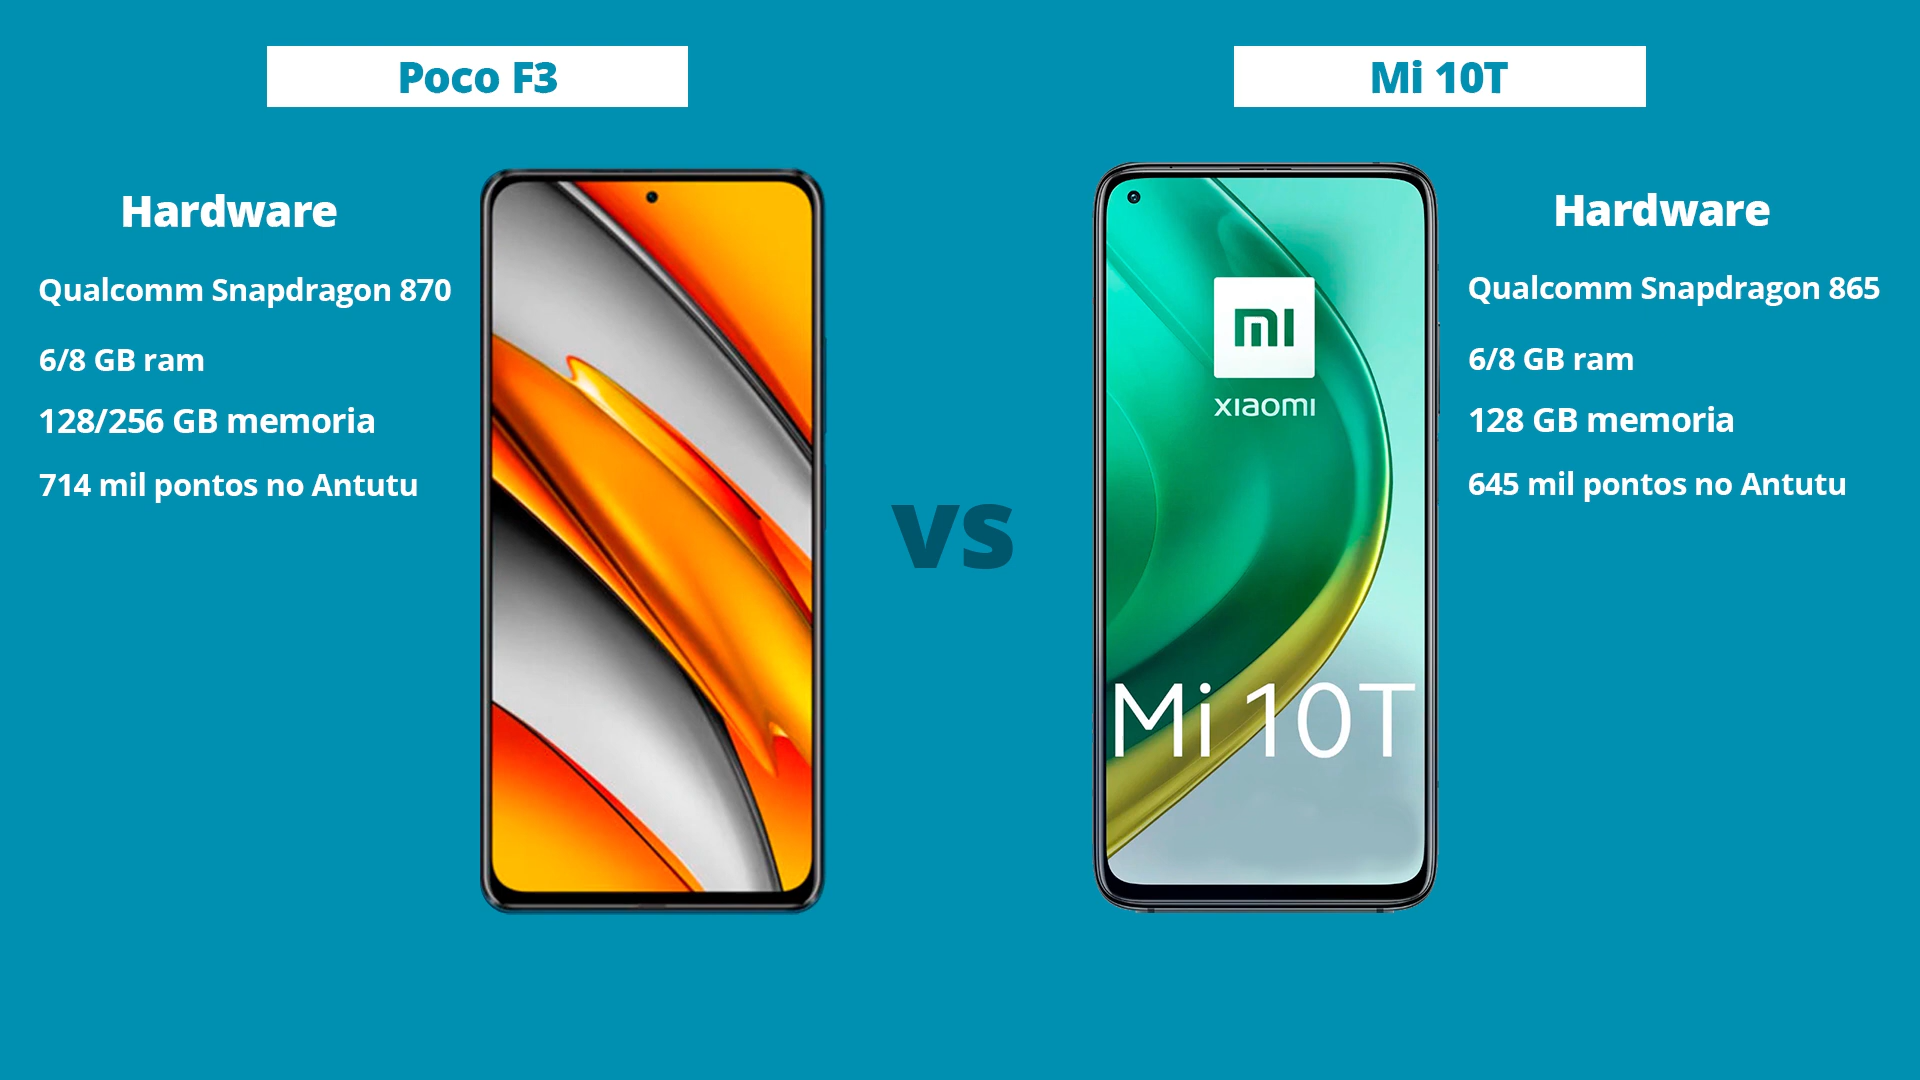 Poco F3
Hardware
Qualcomm Snapdragon 870
6/8 GB ram
128/256 GB memoria
714 mil pontos no Antutu
vs
Mi 10T
Hardware
Qualcomm Snapdragon 865
6/8 GB ram
128 GB memoria
645 mil pontos no Antutu
mi
xiaomi
Mi 10T